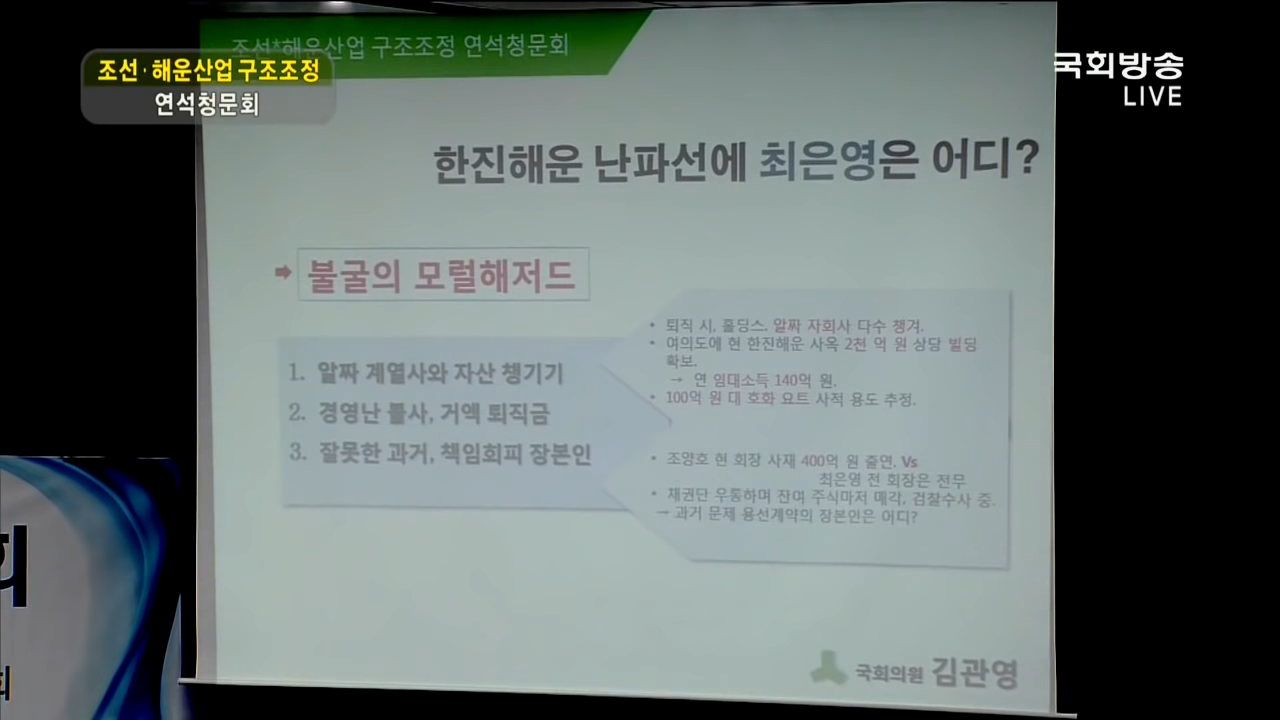 조선*해운산업 구조조정 연석청문회
조선·해운산업 구조조정
연석청문회
국회방송
LIVE
한진해운 난파선에 최은영은 어디?
불굴의 모럴해저드
1. 알짜 계열사와 자산 챙기기
2. 경영난 불사, 거액 퇴직금
3. 잘못한 과거, 책임회피 장본인
• 퇴직 시, 홀딩스. 알짜 자회사 다수 챙겨.
• 여의도에 현 한진해운 사옥 2천 억 원 상당 빌딩
확보.
→ 연 임대소득 140억 원.
• 100억 원 대 호화 요트 사적 용도 추정.
• 조양호 현 회장 사재 400억 원 출연. Vs
최은영 전 회장은 전무
• 채권단 우롱하며 잔여 주식마저 매각. 검찰수사 중.
→ 과거 문제 용선계약의 장본인은 어디?
국회의원 김관영
회